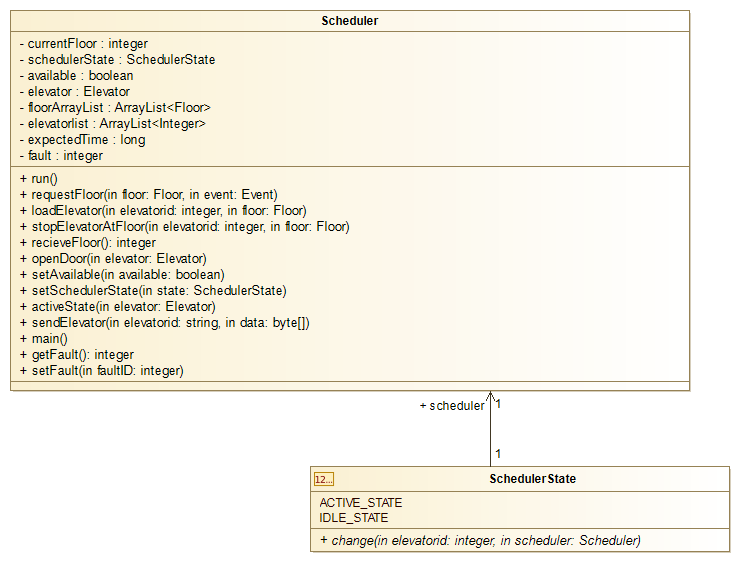 Scheduler
- currentFloor : integer
- schedulerState : SchedulerState
- available : boolean
- elevator : Elevator
- floorArrayList : ArrayList<Floor>
- elevatorlist : ArrayList<Integer>
- expectedTime : long
- fault : integer
+ run()
+ requestFloor(in floor: Floor, in event: Event)
+ loadElevator(in elevatorid: integer, in floor: Floor)
+ stopElevatorAtFloor(in elevatorid: integer, in floor: Floor)
+ recieveFloor(): integer
+ openDoor(in elevator: Elevator)
+ setAvailable(in available: boolean)
+ setSchedulerState(in state: SchedulerState)
+ activeState(in elevator: Elevator)
+ sendElevator(in elevatorid: string, in data: byte[])
+ main()
+ getFault(): integer
+ setFault(in faultID: integer)
+ scheduler 1
1
12... SchedulerState
ACTIVE_STATE
IDLE_STATE
+ change(in elevatorid: integer, in scheduler: Scheduler)